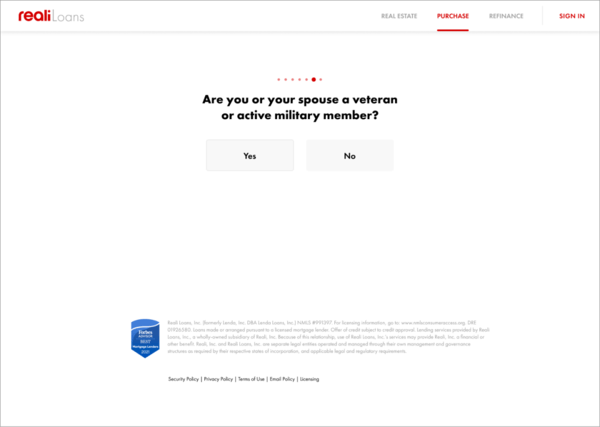 reali Loans
REAL ESTATE
PURCHASE
REFINANCE
SIGN IN
Are you or your spouse a veteran
or active military member?
Yes
No
Forbes
ADVISOR
BEST
Mortgage Lenders
2021
Reali Loans, Inc. (formerly Lenda, Inc. DBA Lenda Loans, Inc.) NMLS #991397. For licensing information, go to: www.nmlsconsumeraccess.org. DRE
01926580. Loans made or arranged pursuant to a licensed mortgage lender. Offer of credit subject to credit approval. Lending services provided by Reali
Loans, Inc., a wholly-owned subsidiary of Reali, Inc. Because of this relationship, use of Reali Loans, Inc.'s services may provide Reali, Inc. a financial or
other benefit. Reali, Inc. and Reali Loans, Inc. are separate legal entities operated and managed through their own management and governance
structures as required by their respective states of incorporation, and applicable legal and regulatory requirements.
Security Policy | Privacy Policy | Terms of Use | Email Policy | Licensing